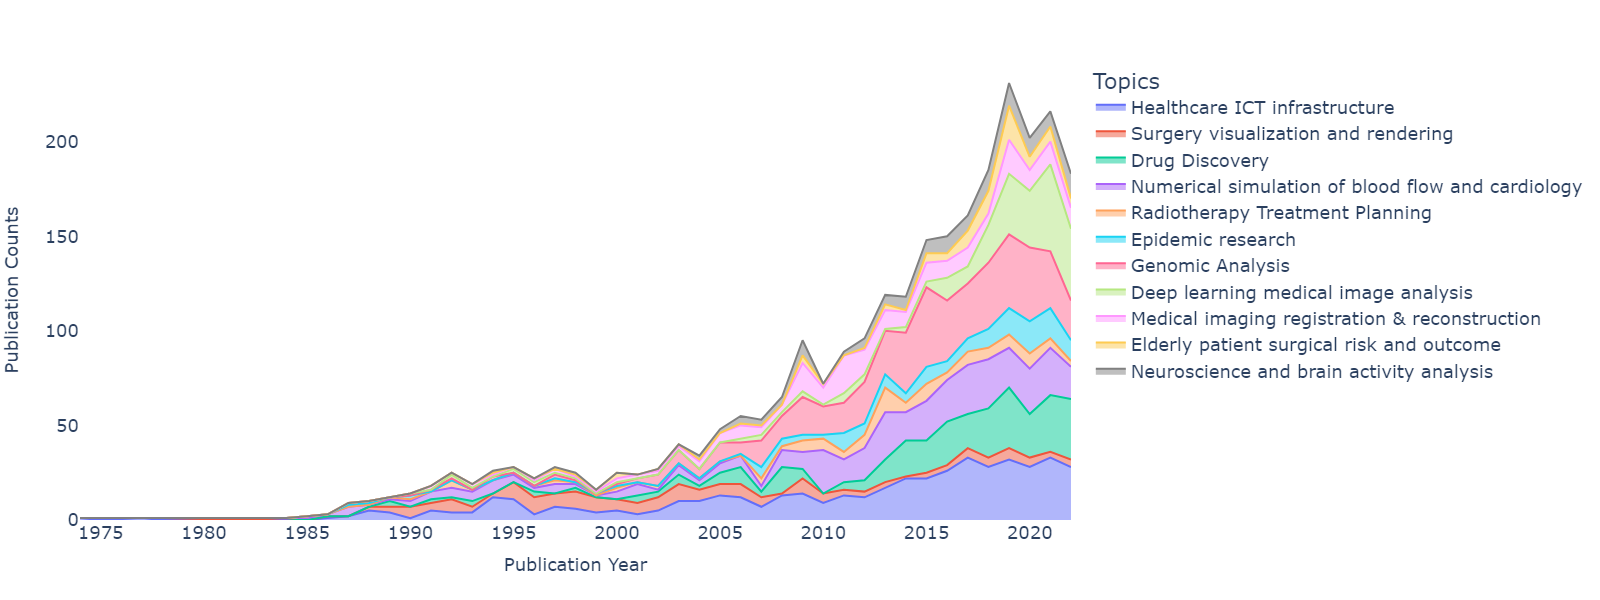 Topics
Healthcare ICT infrastructure
Surgery visualization and rendering
Drug Discovery
Numerical simulation of blood flow and cardiology
Radiotherapy Treatment Planning
Epidemic research
Genomic Analysis
Deep learning medical image analysis
Medical imaging registration & reconstruction
Elderly patient surgical risk and outcome
Neuroscience and brain activity analysis
Publication Counts
200
150
100
50
0
1975 1980 1985 1990 1995 2000 2005 2010 2015 2020
Publication Year